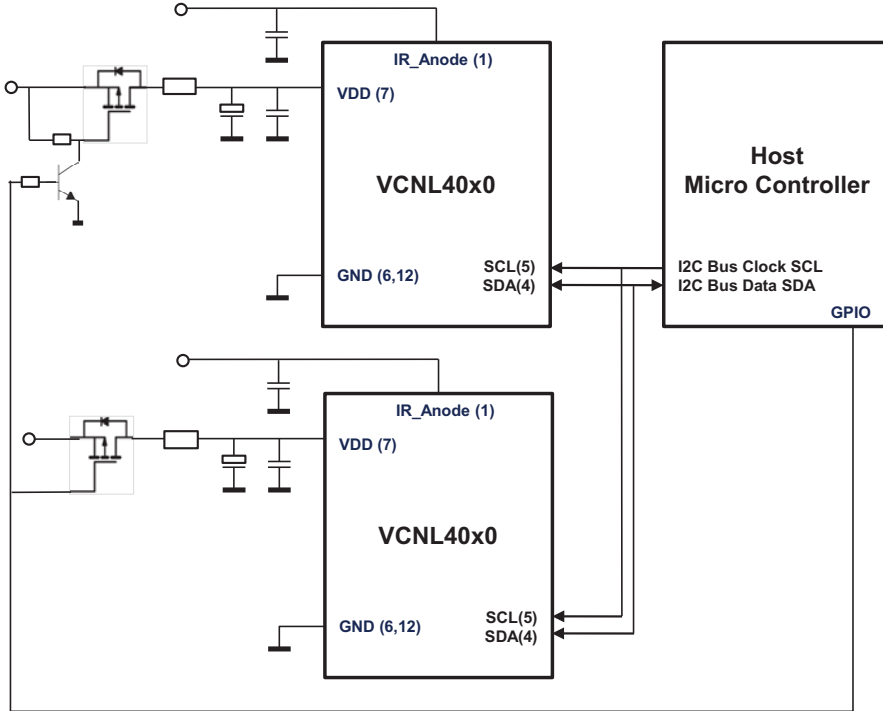 IR_Anode (1)
VDD (7)
VCNL40x0
GND (6,12)
SCL(5)
SDA(4)
Host
Micro Controller
I2C Bus Clock SCL
I2C Bus Data SDA
GPIO
IR_Anode (1)
VDD (7)
VCNL40x0
GND (6,12)
SCL(5)
SDA(4)